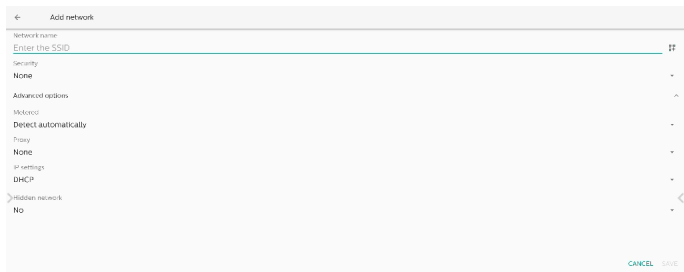 Add network
Network name
Enter the SSID
Security
None
Advanced options
Metered
Detect automatically
Proxy
None
IP settings
DHCP
Hidden network
No
CANCEL SAVE